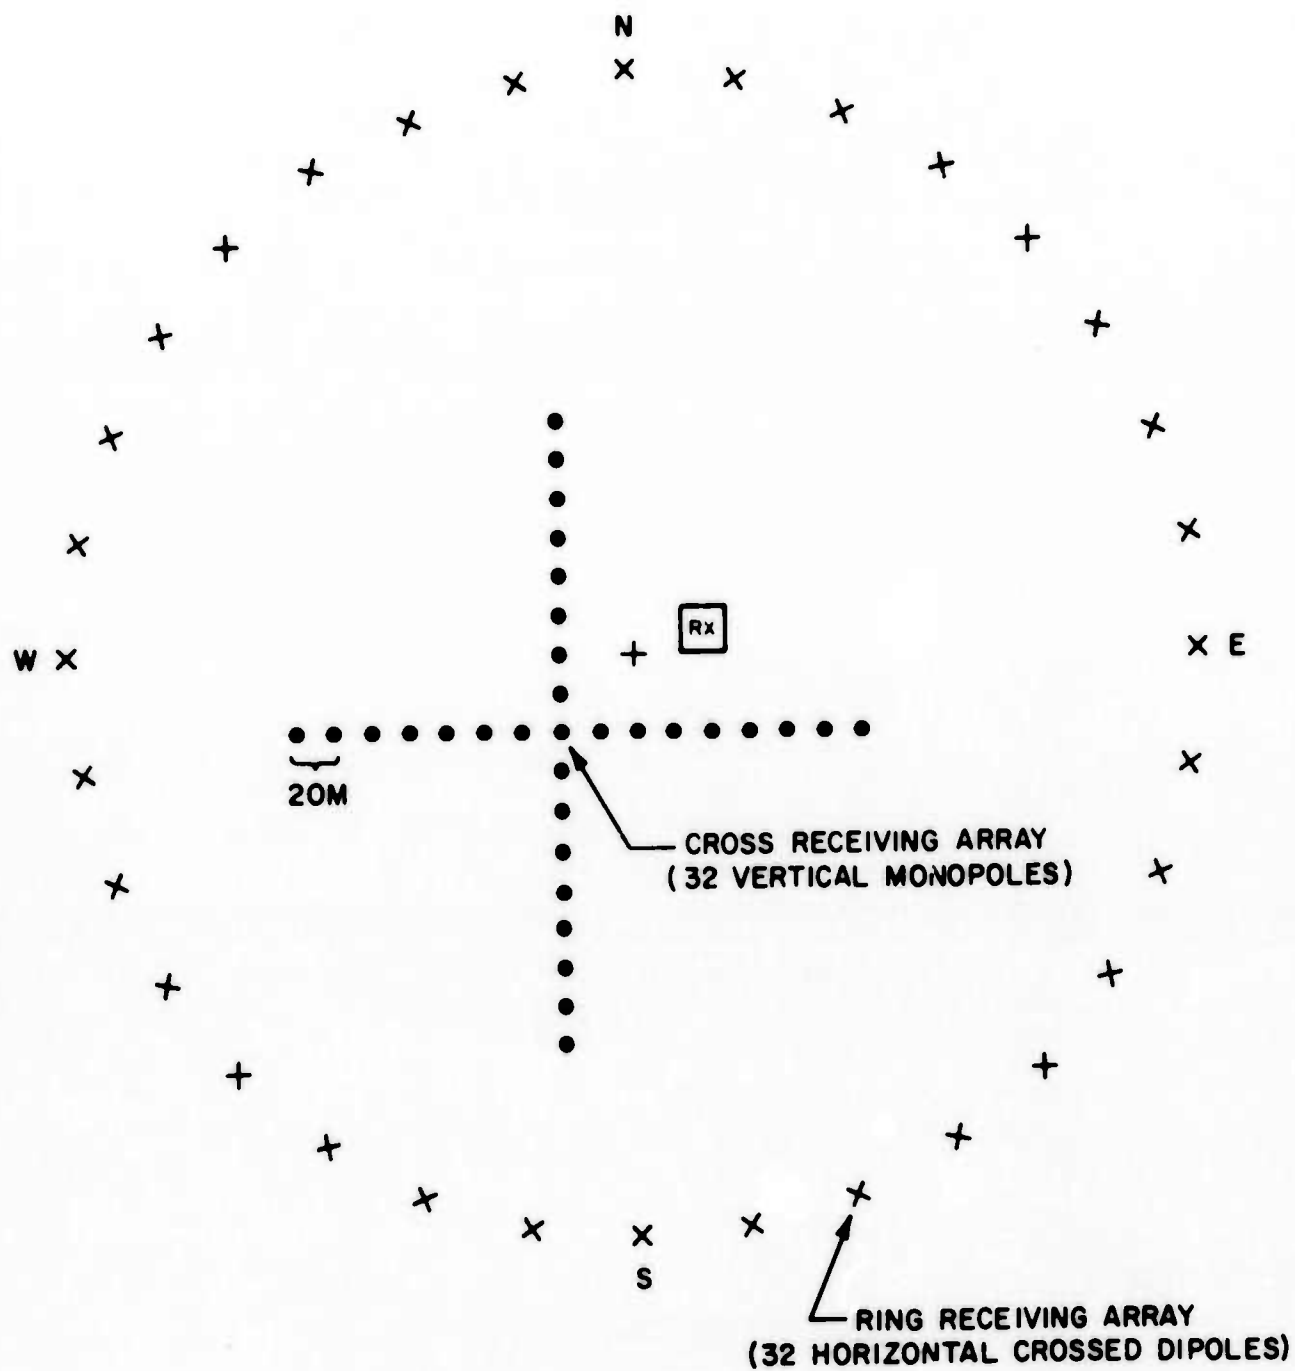 N
RX
W
E
20M
CROSS RECEIVING ARRAY
(32 VERTICAL MONOPOLES)
S
RING RECEIVING ARRAY
(32 HORIZONTAL CROSSED DIPOLES)